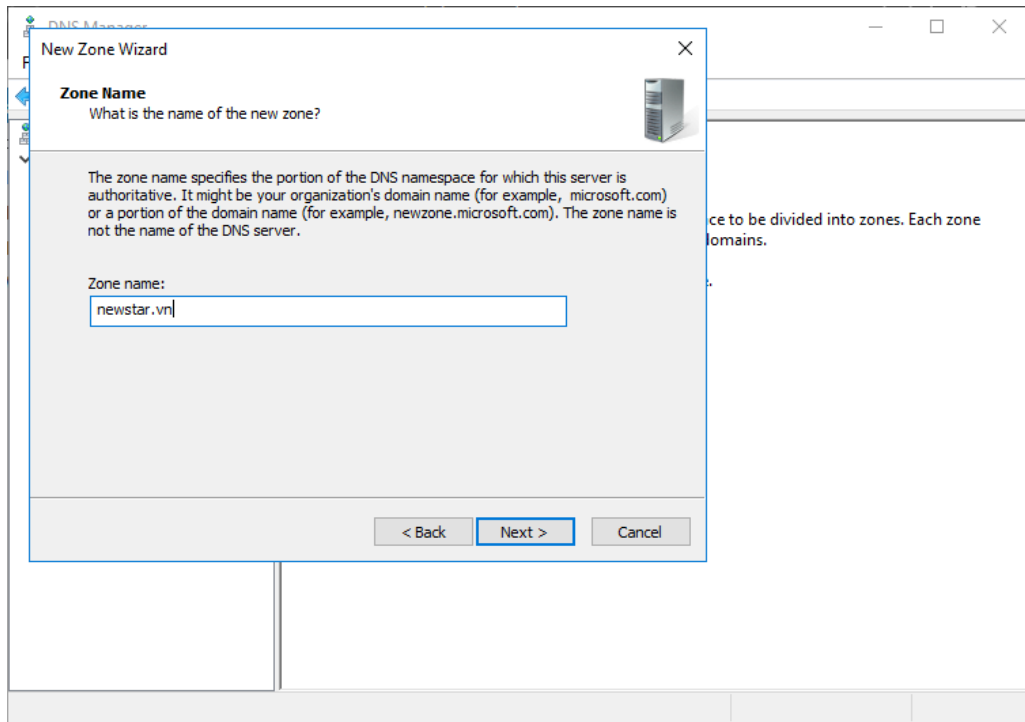 DNS Manager
New Zone Wizard
Zone Name
What is the name of the new zone?
The zone name specifies the portion of the DNS namespace for which this server is
authoritative. It might be your organization's domain name (for example, microsoft.com)
or a portion of the domain name (for example, newzone.microsoft.com). The zone name is
not the name of the DNS server.
ce to be divided into zones. Each zone
domains.
Zone name:
newstar.vn
< Back
Next >
Cancel